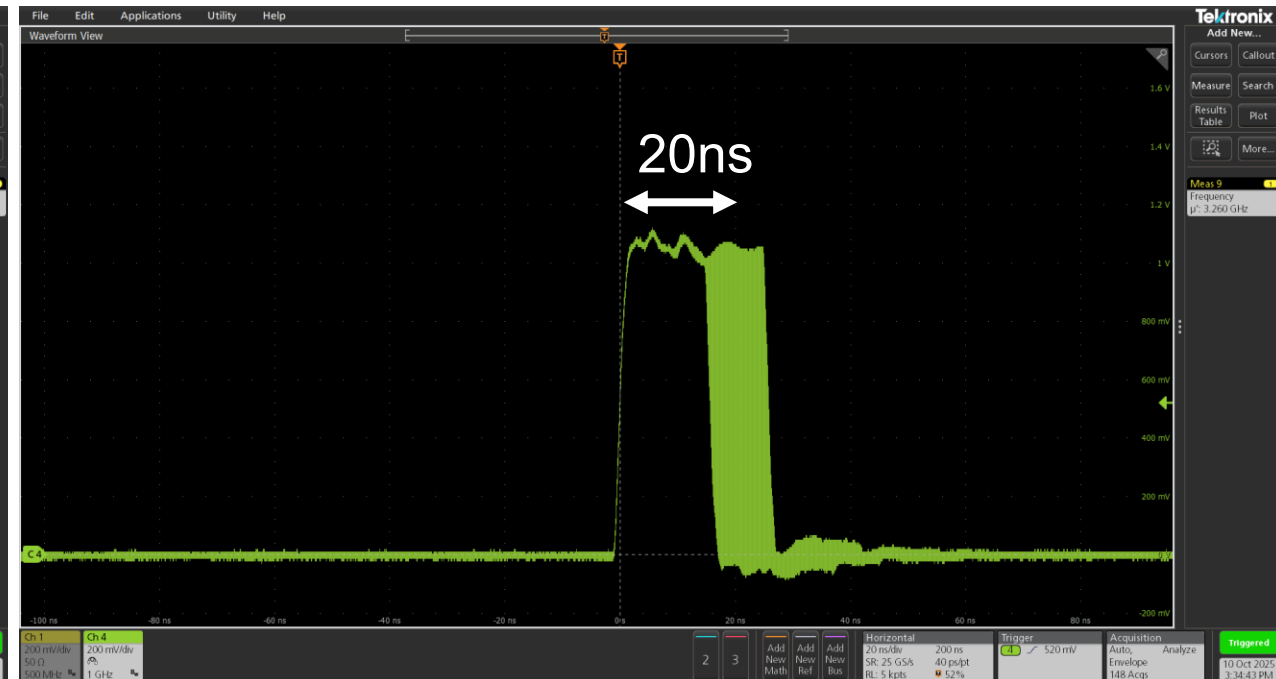 File Edit Applications Utility Help
Tektronix
Waveform View
Add New...
T
T
Cursors Callout
Measure Search
Results Table Plot
More...
1.6 V
1.4 V
1.2 V
1 V
800 mV
600 mV
400 mV
200 mV
0 V
-200 mV
20ns
Meas 9 1
Frequency
µ': 3.260 GHz
C 4
-100 ns -80 ns -60 ns -40 ns -20 ns 0 s 20 ns 40 ns 60 ns 80 ns
Ch 1
200 mV/div
50 Ω
500 MHz
Ch 4
200 mV/div
1 GHz
2
3
Add New Math
Add New Ref
Add New Bus
Horizontal
20 ns/div 200 ns
SR: 25 GS/s 40 ps/pt
RL: 5 kpts 52%
Trigger
4 520 mV
Acquisition
Auto, Analyze
Envelope
148 Acqs
Triggered
10 Oct 2025
3:34:43 PM